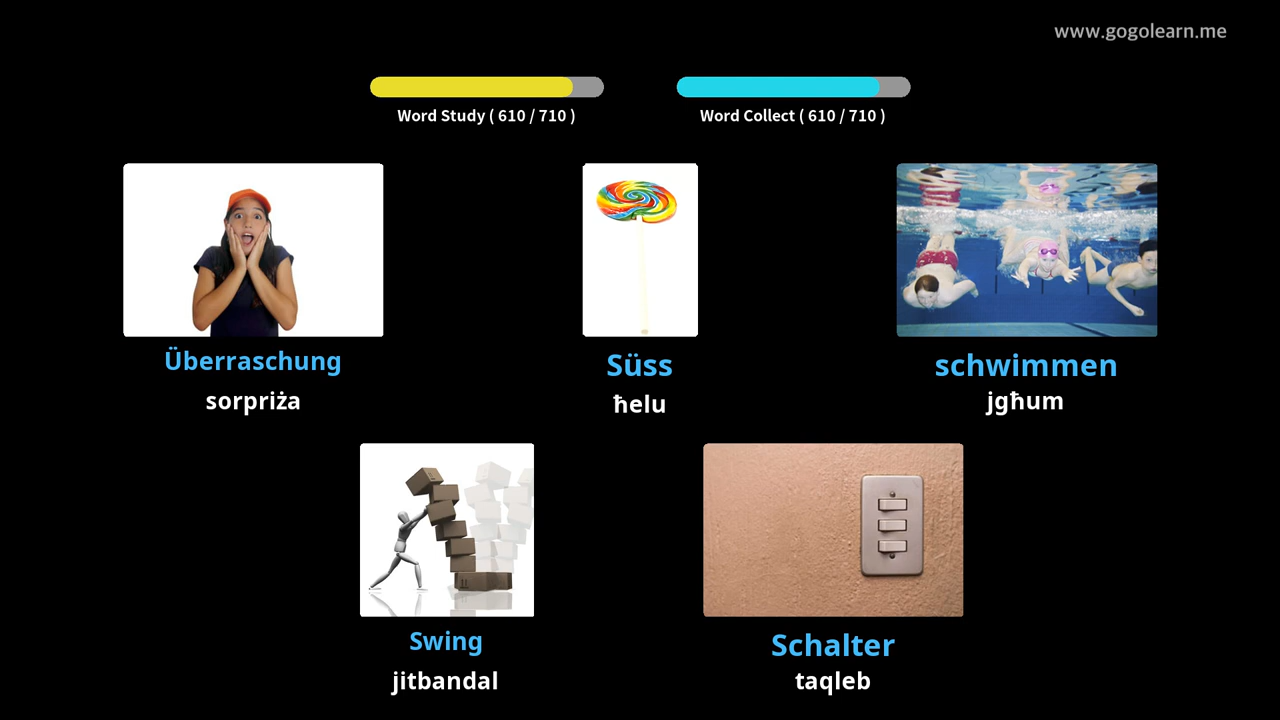 www.gogolearn.me
Word Study ( 610 / 710 )
Word Collect ( 610 / 710 )
Überraschung
sorpriża
Süss
ħelu
schwimmen
jgħum
Swing
jitbandal
Schalter
taqleb